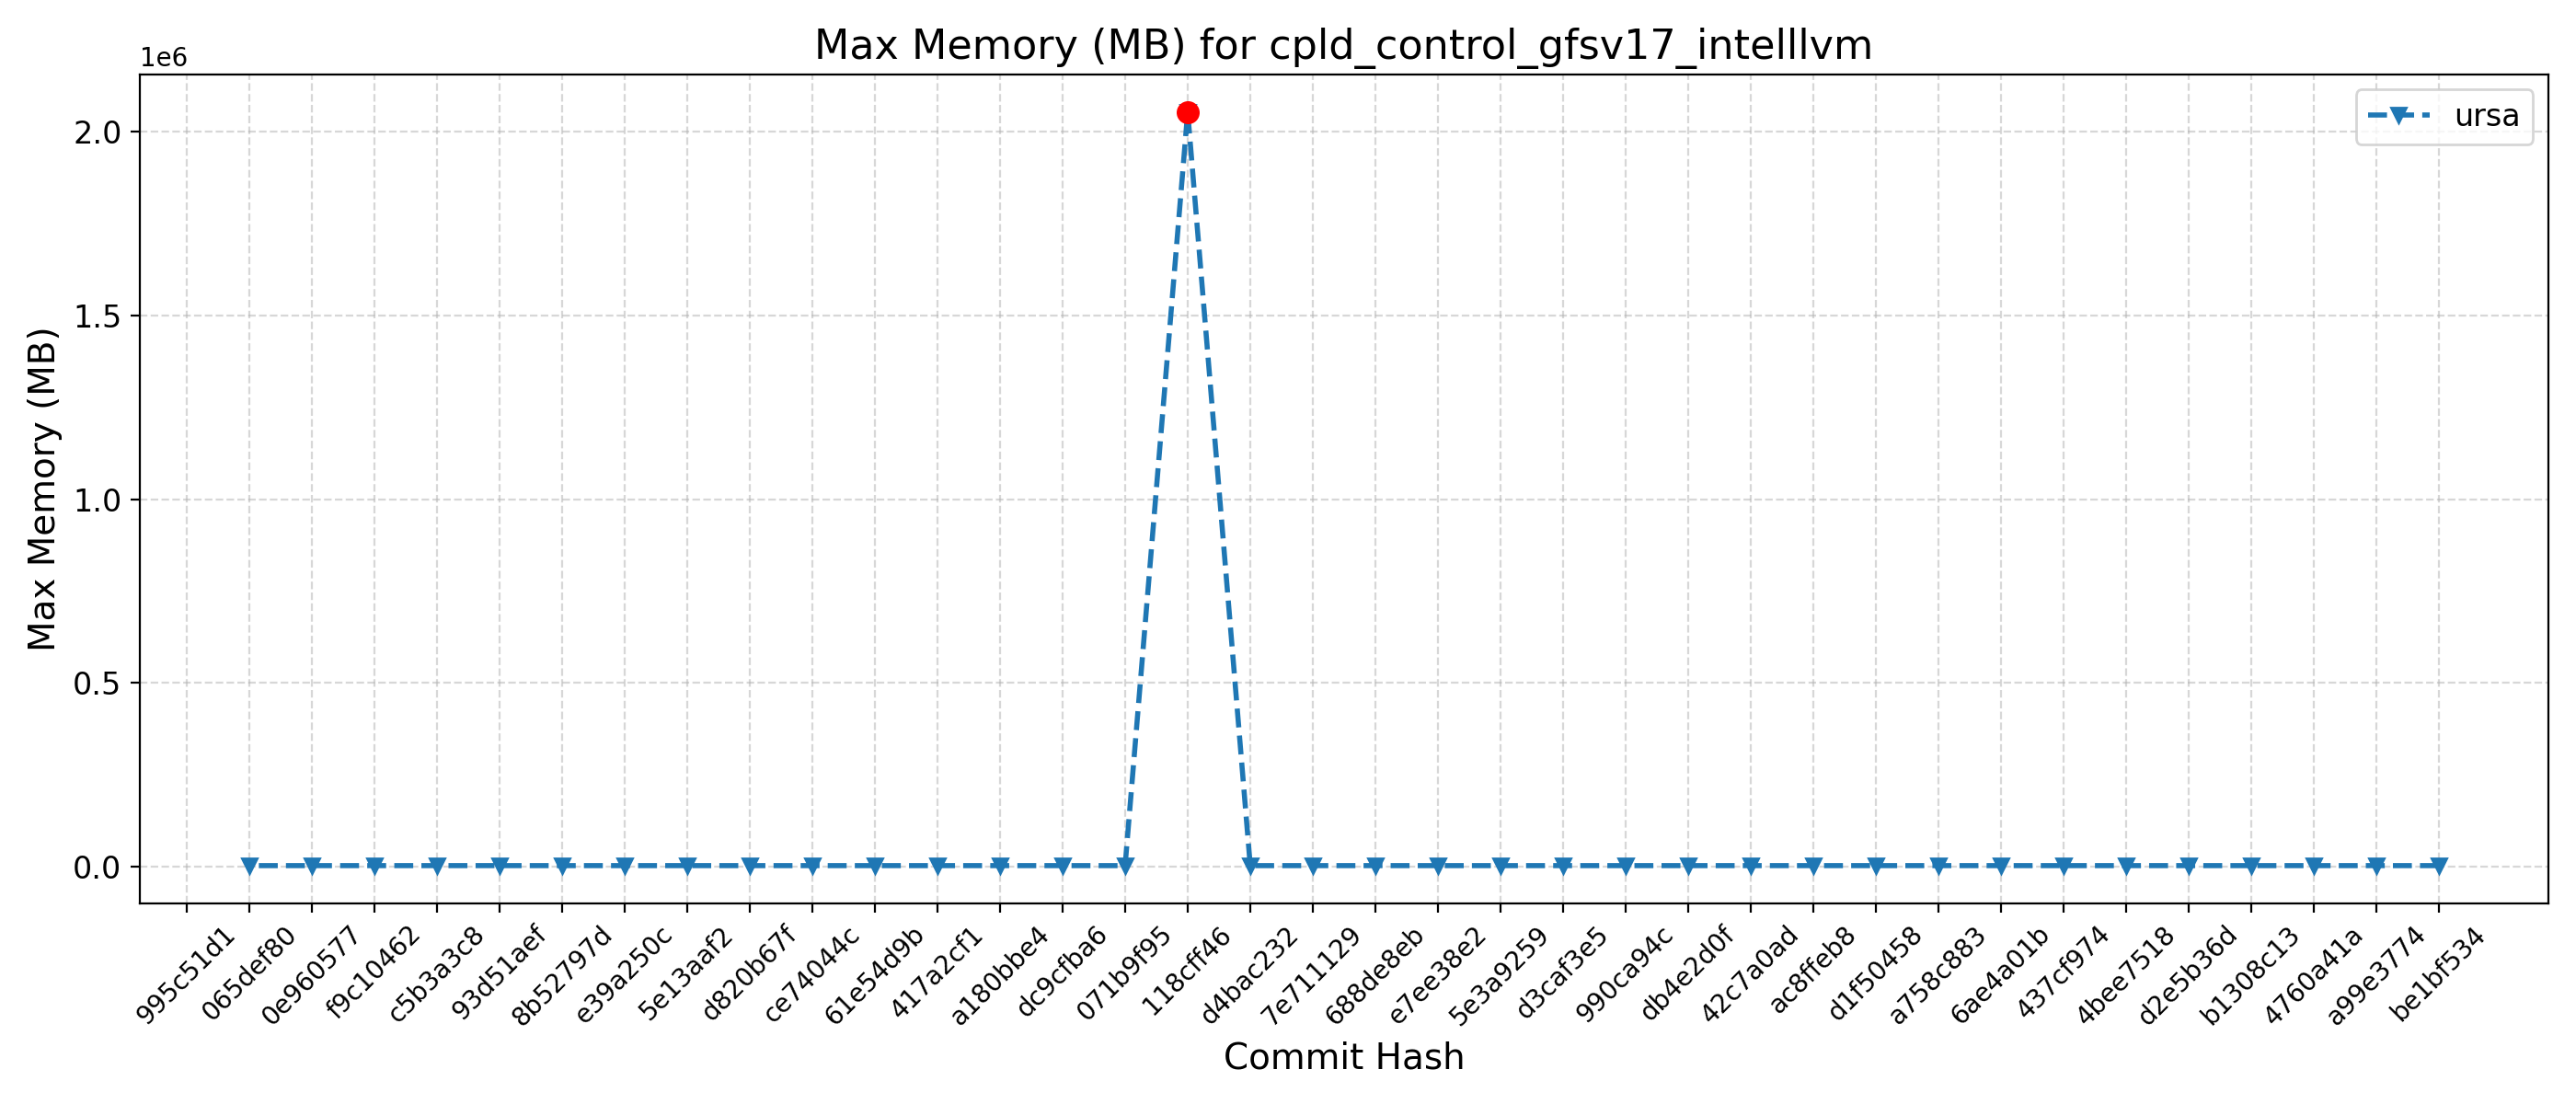 Max Memory (MB) for cpld_control_gfsv17_intelllvm
1e6
ursa
2.0
1.5
1.0
0.5
0.0
Max Memory (MB)
995c51d1
065def80
0e960577
f9c10462
c5b3a3c8
93d51aef
8b52797d
e39a250c
5e13aaf2
d820b67f
ce74044c
61e54d9b
417a2cf1
a180bbe4
dc9cfba6
071b9f95
118cff46
d4bac232
7e711129
688de8eb
e7ee38e2
5e3a9259
d3caf3e5
990ca94c
db4e2d0f
42c7a0ad
ac8ffeb8
d1f50458
a758c883
6ae4a01b
437cf974
4bee7518
d2e5b36d
b1308c13
4760a41a
a99e3774
be1bf534
Commit Hash